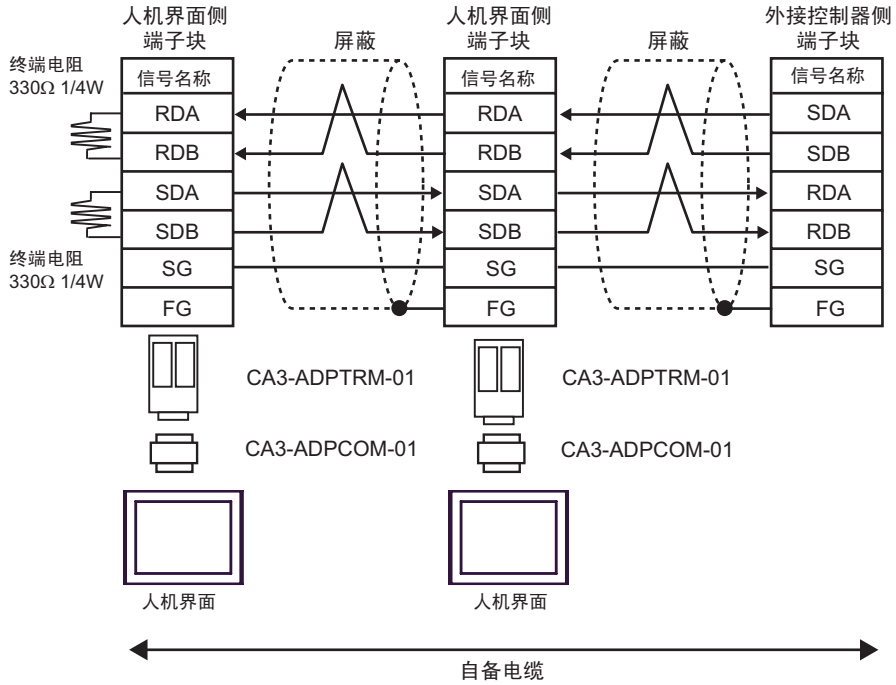 人机界面侧
端子块
人机界面侧
端子块
外接控制器侧
端子块
屏蔽
屏蔽
终端电阻
330Ω 1/4W
终端电阻
330Ω 1/4W
信号名称
RDA
RDB
SDA
SDB
SG
FG
信号名称
RDA
RDB
SDA
SDB
SG
FG
信号名称
SDA
SDB
RDA
RDB
SG
FG
CA3-ADPTRM-01
CA3-ADPTRM-01
CA3-ADPCOM-01
CA3-ADPCOM-01
人机界面
人机界面
自备电缆